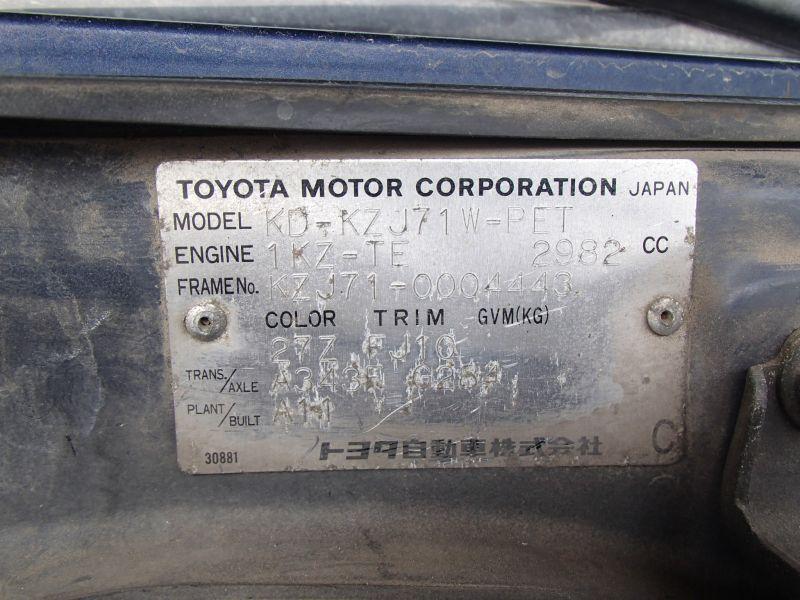 TOYOTA MOTOR CORPORATION JAPAN
MODEL KD-KZJ71W-PET
ENGINE 1KZ-TE 2982 CC
FRAME No. KZJ71-0004443
COLOR TRIM GVM(KG)
27Z FJ10
TRANS./AXLE A343F G284
PLANT/BUILT A11
30881 トヨタ自動車株式会社 C